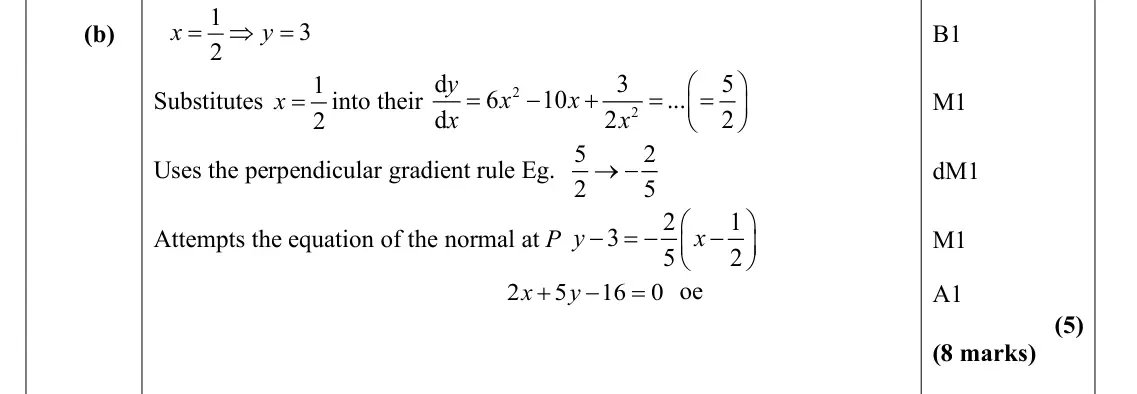 (b) x = 1/2 ⇒ y = 3 B1
Substitutes x = 1/2 into their dy/dx = 6x² − 10x + 3/(2x²) = ...( = 5/2 ) M1
Uses the perpendicular gradient rule Eg. 5/2 → − 2/5 dM1
Attempts the equation of the normal at P y − 3 = − 2/5 ( x − 1/2 ) M1
2x + 5y − 16 = 0 oe A1
(5)
(8 marks)